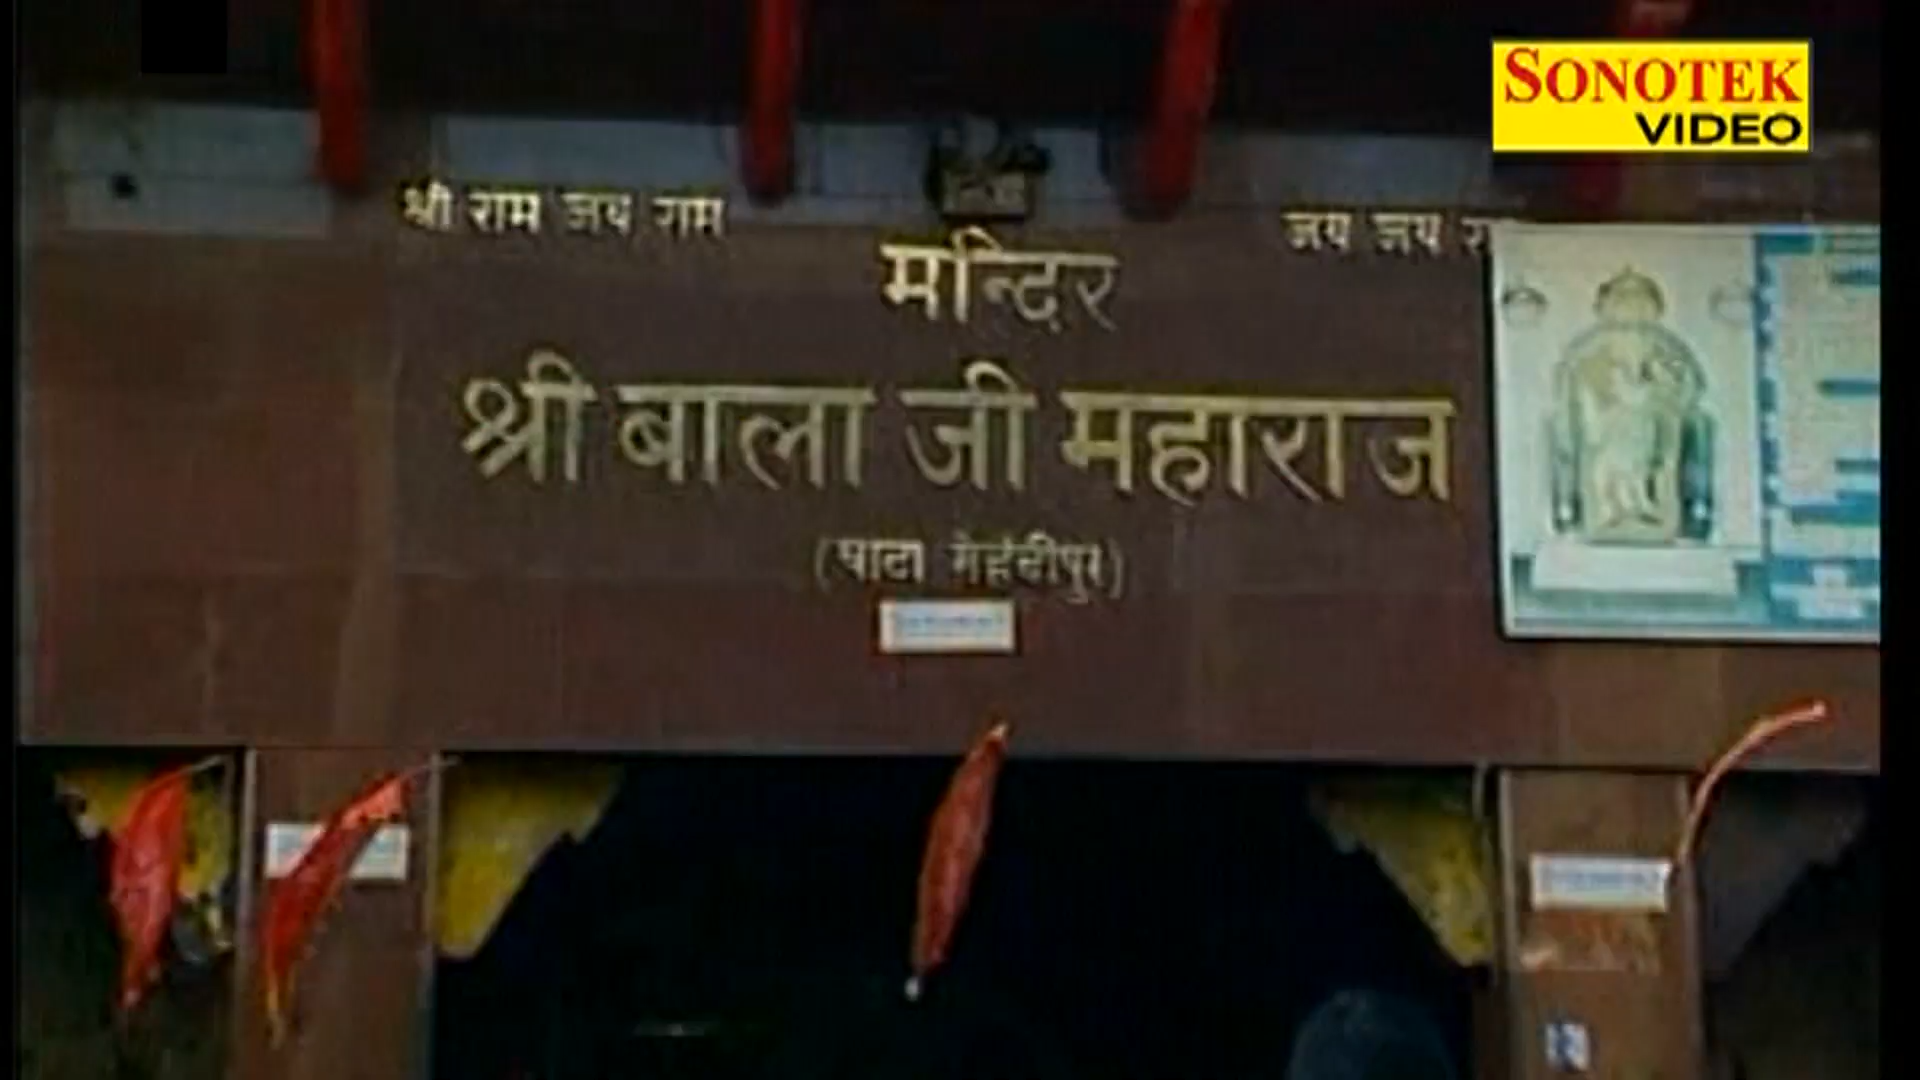 SONOTEK
VIDEO
श्री राम जय राम
जय जय
मन्दिर
श्री बाला जी महाराज
(घाटा मेहंदीपुर)